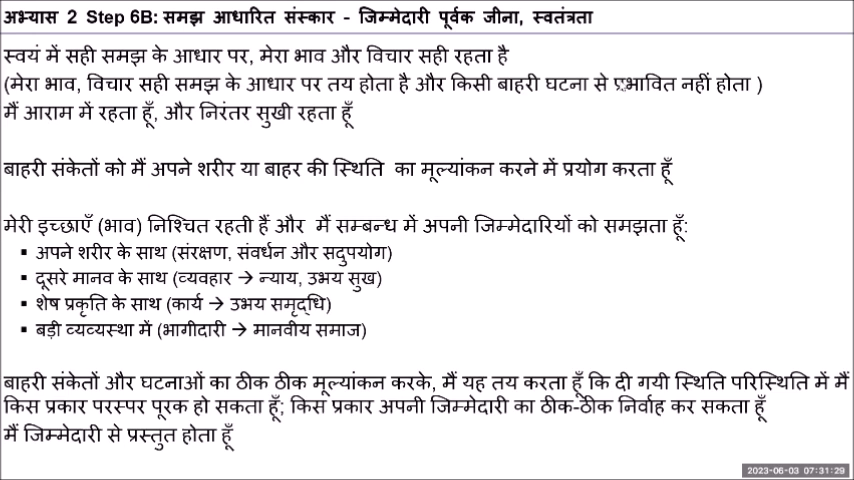 अभ्यास 2 Step 6B: समझ आधारित संस्कार - जिम्मेदारी पूर्वक जीना, स्वतंत्रता
स्वयं में सही समझ के आधार पर, मेरा भाव और विचार सही रहता है
(मेरा भाव, विचार सही समझ के आधार पर तय होता है और किसी बाहरी घटना से प्रभावित नहीं होता )
मैं आराम में रहता हूँ, और निरंतर सुखी रहता हूँ
बाहरी संकेतों को मैं अपने शरीर या बाहर की स्थिति का मूल्यांकन करने में प्रयोग करता हूँ
मेरी इच्छाएँ (भाव) निश्चित रहती हैं और मैं सम्बन्ध में अपनी जिम्मेदारियों को समझता हूँ:
▪ अपने शरीर के साथ (संरक्षण, संवर्धन और सदुपयोग)
▪ दूसरे मानव के साथ (व्यवहार → न्याय, उभय सुख)
▪ शेष प्रकृति के साथ (कार्य → उभय समृद्धि)
▪ बड़ी व्यव्यस्था में (भागीदारी → मानवीय समाज)
बाहरी संकेतों और घटनाओं का ठीक ठीक मूल्यांकन करके, मैं यह तय करता हूँ कि दी गयी स्थिति परिस्थिति में मैं
किस प्रकार परस्पर पूरक हो सकता हूँ; किस प्रकार अपनी जिम्मेदारी का ठीक-ठीक निर्वाह कर सकता हूँ
मैं जिम्मेदारी से प्रस्तुत होता हूँ
2023-06-03 07:31:29